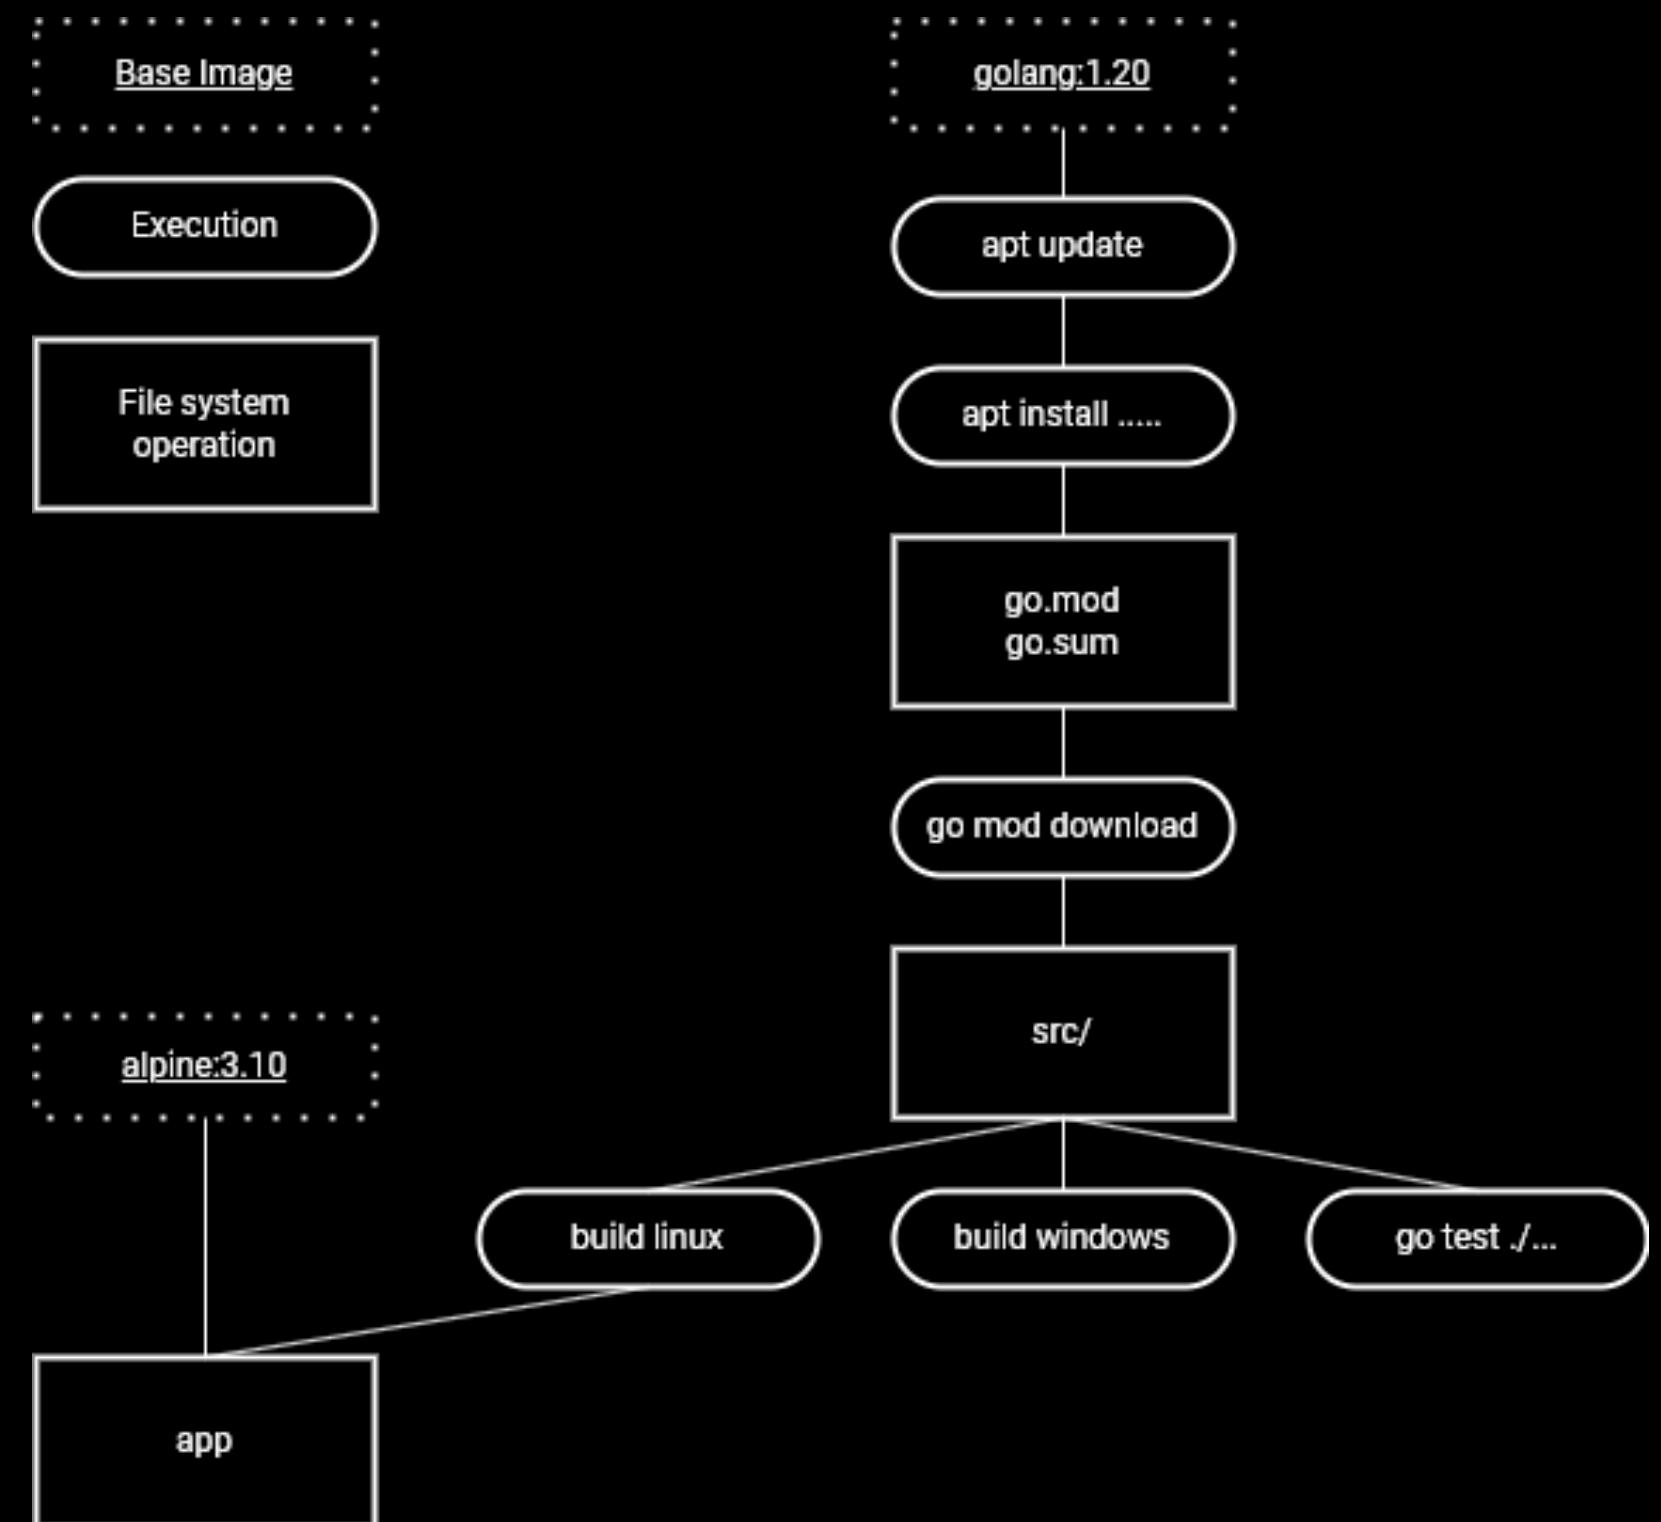 Base Image
golang:1.20
Execution
apt update
File system
operation
apt install .....
go.mod
go.sum
go mod download
src/
alpine:3.10
build linux
build windows
go test ./...
app